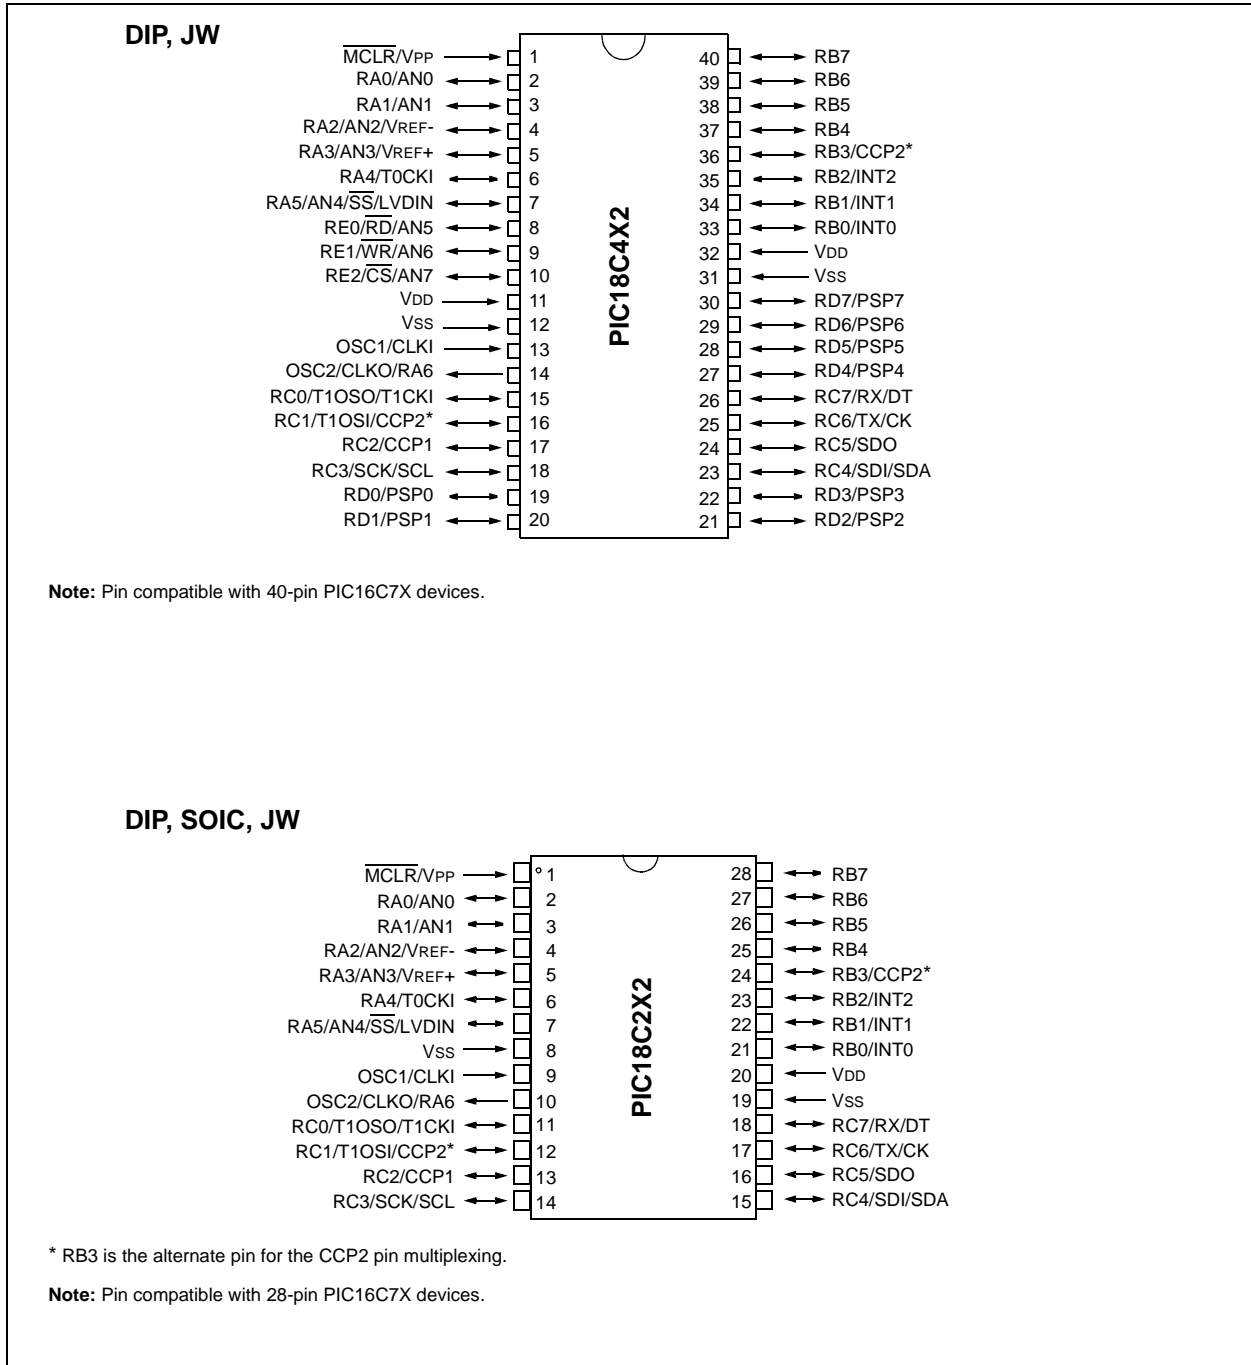 DIP, JW
MCLR/VPP 1 40 RB7
RA0/AN0 2 39 RB6
RA1/AN1 3 38 RB5
RA2/AN2/VREF- 4 37 RB4
RA3/AN3/VREF+ 5 36 RB3/CCP2*
RA4/T0CKI 6 35 RB2/INT2
RA5/AN4/SS/LVDIN 7 34 RB1/INT1
RE0/RD/AN5 8 33 RB0/INT0
RE1/WR/AN6 9 32 VDD
RE2/CS/AN7 10 31 VSS
VDD 11 30 RD7/PSP7
VSS 12 29 RD6/PSP6
OSC1/CLKI 13 28 RD5/PSP5
OSC2/CLKO/RA6 14 27 RD4/PSP4
RC0/T1OSO/T1CKI 15 26 RC7/RX/DT
RC1/T1OSI/CCP2* 16 25 RC6/TX/CK
RC2/CCP1 17 24 RC5/SDO
RC3/SCK/SCL 18 23 RC4/SDI/SDA
RD0/PSP0 19 22 RD3/PSP3
RD1/PSP1 20 21 RD2/PSP2
PIC18C4X2
Note: Pin compatible with 40-pin PIC16C7X devices.
DIP, SOIC, JW
MCLR/VPP 1 28 RB7
RA0/AN0 2 27 RB6
RA1/AN1 3 26 RB5
RA2/AN2/VREF- 4 25 RB4
RA3/AN3/VREF+ 5 24 RB3/CCP2*
RA4/T0CKI 6 23 RB2/INT2
RA5/AN4/SS/LVDIN 7 22 RB1/INT1
VSS 8 21 RB0/INT0
OSC1/CLKI 9 20 VDD
OSC2/CLKO/RA6 10 19 VSS
RC0/T1OSO/T1CKI 11 18 RC7/RX/DT
RC1/T1OSI/CCP2* 12 17 RC6/TX/CK
RC2/CCP1 13 16 RC5/SDO
RC3/SCK/SCL 14 15 RC4/SDI/SDA
PIC18C2X2
* RB3 is the alternate pin for the CCP2 pin multiplexing.
Note: Pin compatible with 28-pin PIC16C7X devices.